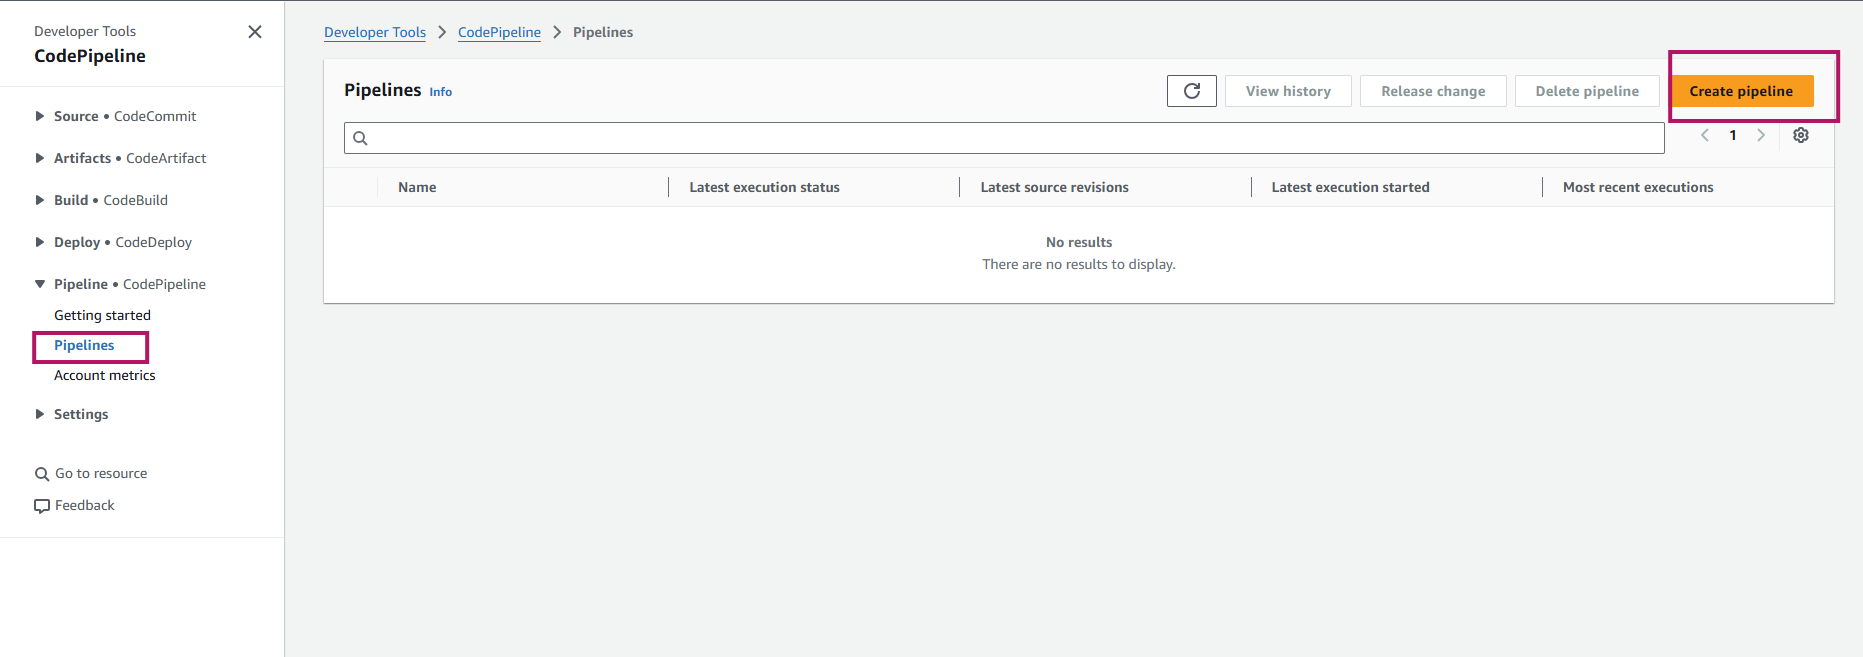 Developer Tools
CodePipeline
Source • CodeCommit
Artifacts • CodeArtifact
Build • CodeBuild
Deploy • CodeDeploy
Pipeline • CodePipeline
Getting started
Pipelines
Account metrics
Settings
Go to resource
Feedback
Developer Tools > CodePipeline > Pipelines
Pipelines Info
View history
Release change
Delete pipeline
Create pipeline
1
Name
Latest execution status
Latest source revisions
Latest execution started
Most recent executions
No results
There are no results to display.